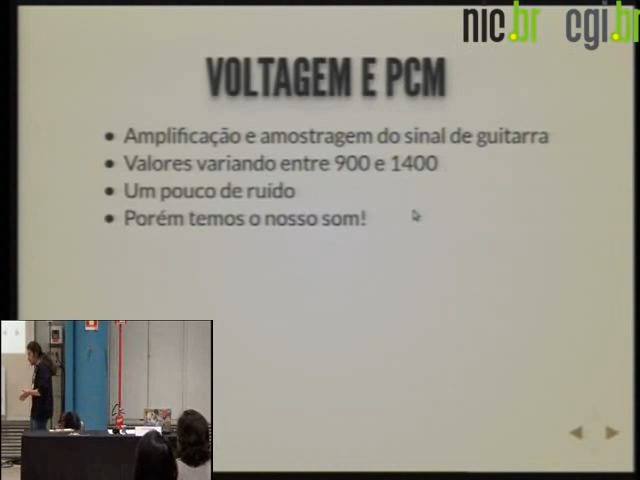 nic.br cgi.br
VOLTAGEM E PCM
• Amplificação e amostragem do sinal de guitarra
• Valores variando entre 900 e 1400
• Um pouco de ruído
• Porém temos o nosso som!